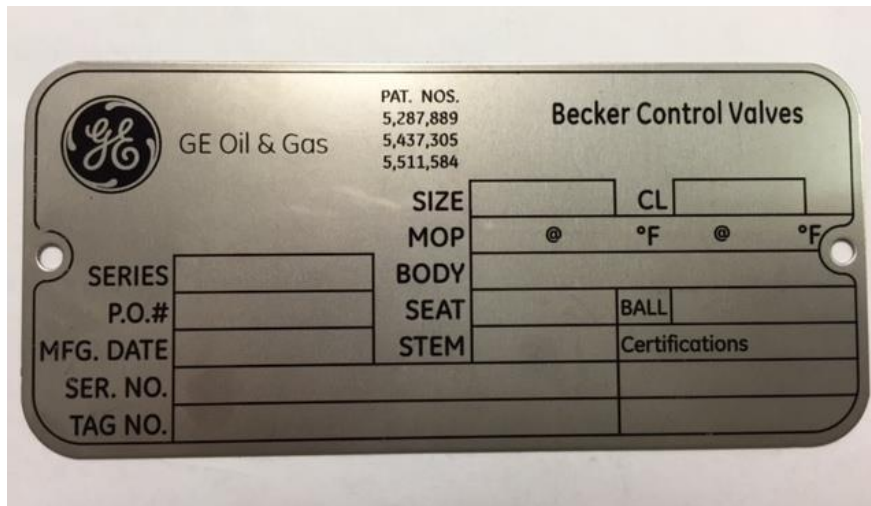 GE GE Oil & Gas
PAT. NOS.
5,287,889
5,437,305
5,511,584
Becker Control Valves
SIZE CL
MOP @ °F @ °F
SERIES BODY
P.O.# SEAT BALL
MFG. DATE STEM Certifications
SER. NO.
TAG NO.